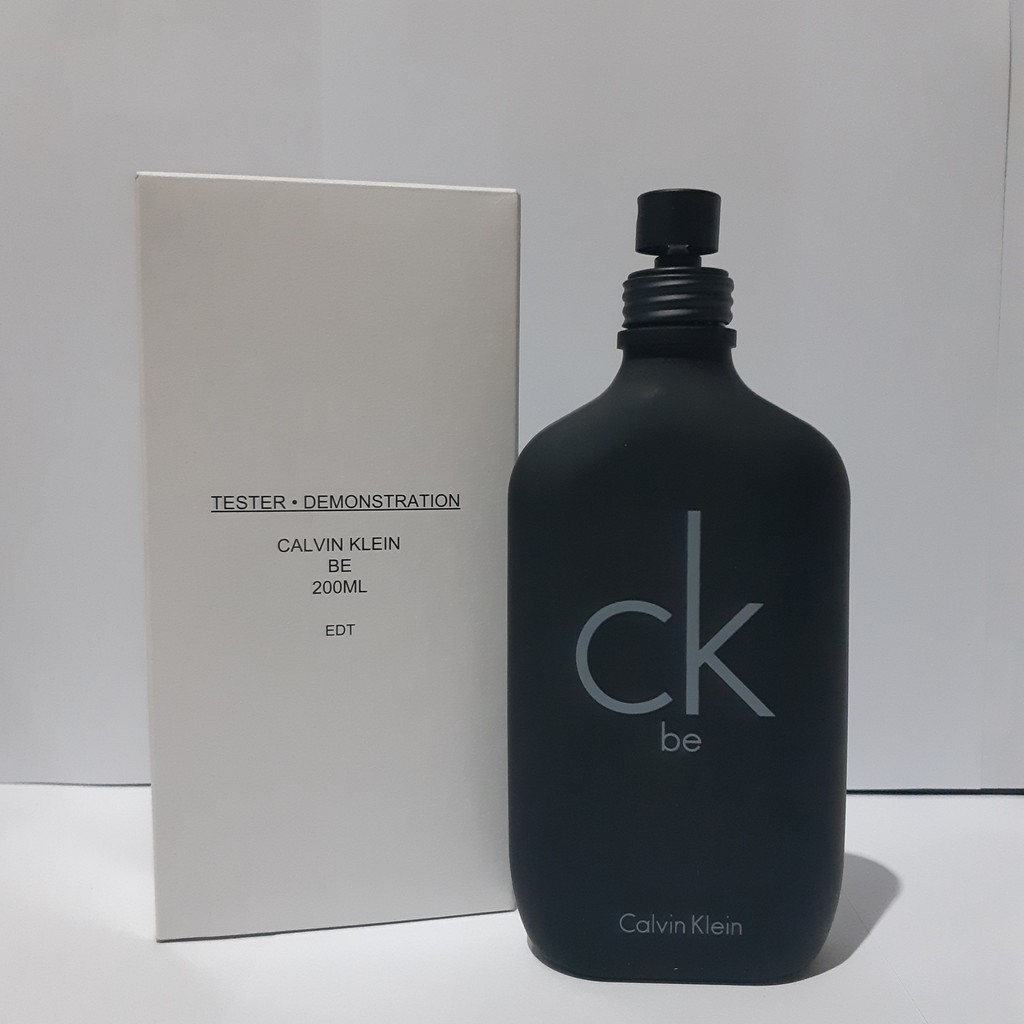 TESTER • DEMONSTRATION
CALVIN KLEIN
BE
200ML
EDT
ck
be
Calvin Klein